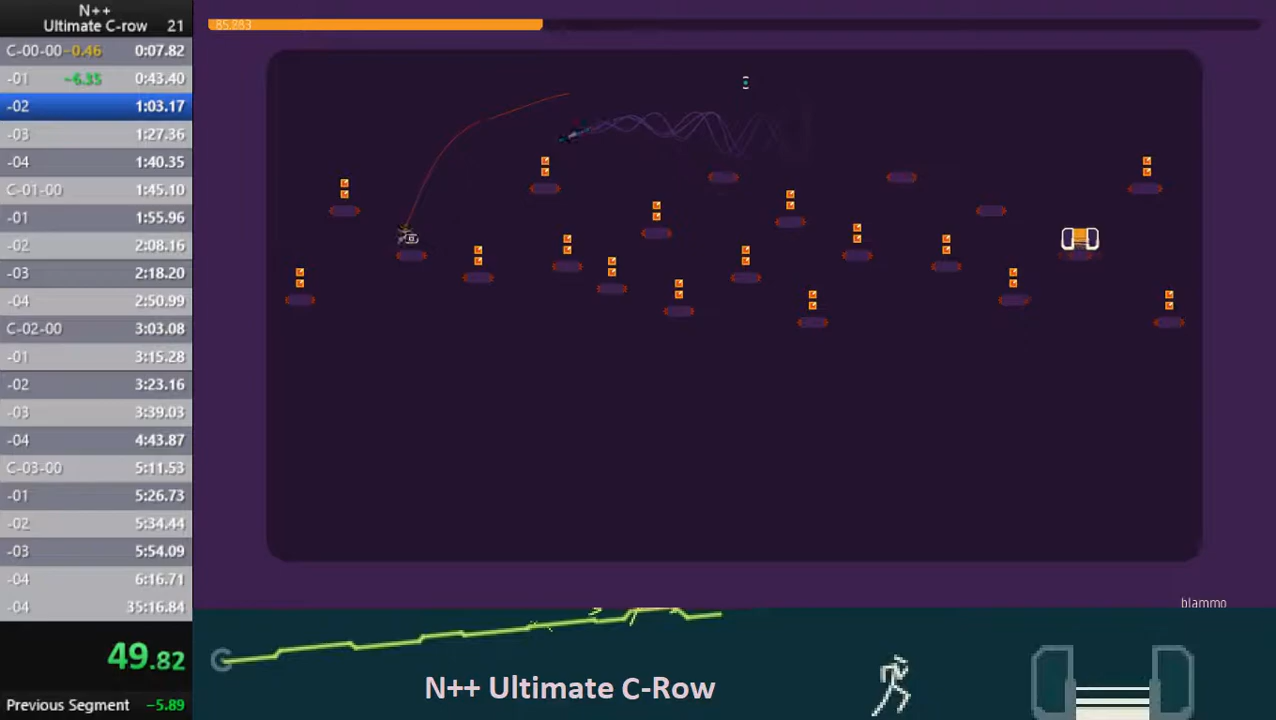 N++
Ultimate C-row 21
C-00-00 -0.46 0:07.82
-01 -6.35 0:43.40
-02 1:03.17
-03 1:27.36
-04 1:40.35
C-01-00 1:45.10
-01 1:55.96
-02 2:08.16
-03 2:18.20
-04 2:50.99
C-02-00 3:03.08
-01 3:15.28
-02 3:23.16
-03 3:39.03
-04 4:43.87
C-03-00 5:11.53
-01 5:26.73
-02 5:34.44
-03 5:54.09
-04 6:16.71
-04 35:16.84
49.82
Previous Segment -5.89
85.883
blammo
N++ Ultimate C-Row